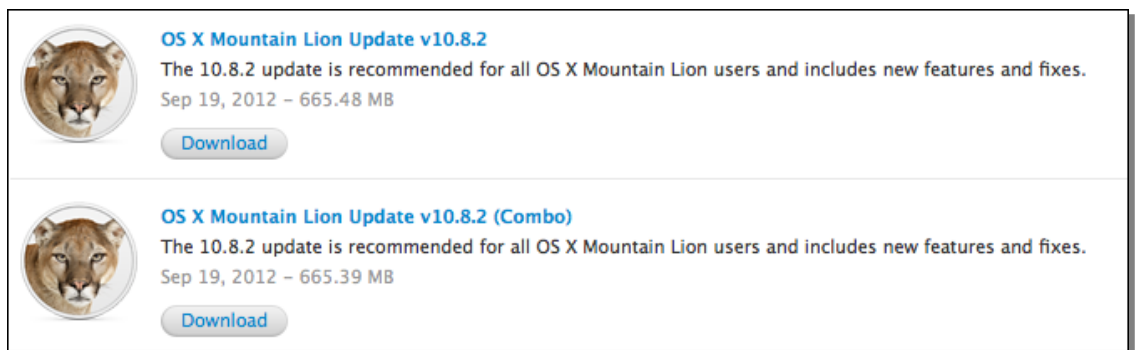 OS X Mountain Lion Update v10.8.2
The 10.8.2 update is recommended for all OS X Mountain Lion users and includes new features and fixes.
Sep 19, 2012 – 665.48 MB
Download
OS X Mountain Lion Update v10.8.2 (Combo)
The 10.8.2 update is recommended for all OS X Mountain Lion users and includes new features and fixes.
Sep 19, 2012 – 665.39 MB
Download